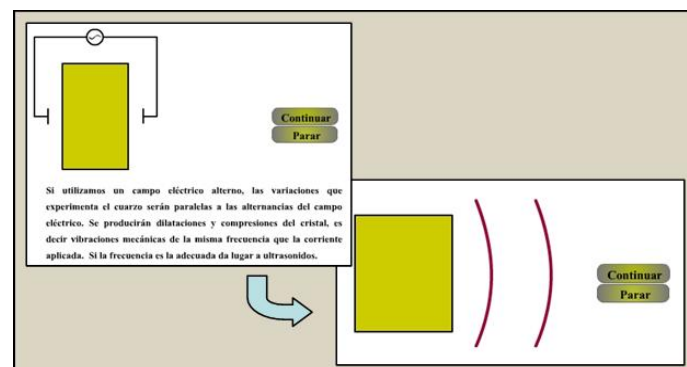 Continuar
Parar
Si utilizamos un campo eléctrico alterno, las variaciones que
experimenta el cuarzo serán paralelas a las alternancias del campo
eléctrico. Se producirán dilataciones y compresiones del cristal, es
decir vibraciones mecánicas de la misma frecuencia que la corriente
aplicada. Si la frecuencia es la adecuada da lugar a ultrasonidos.
Continuar
Parar